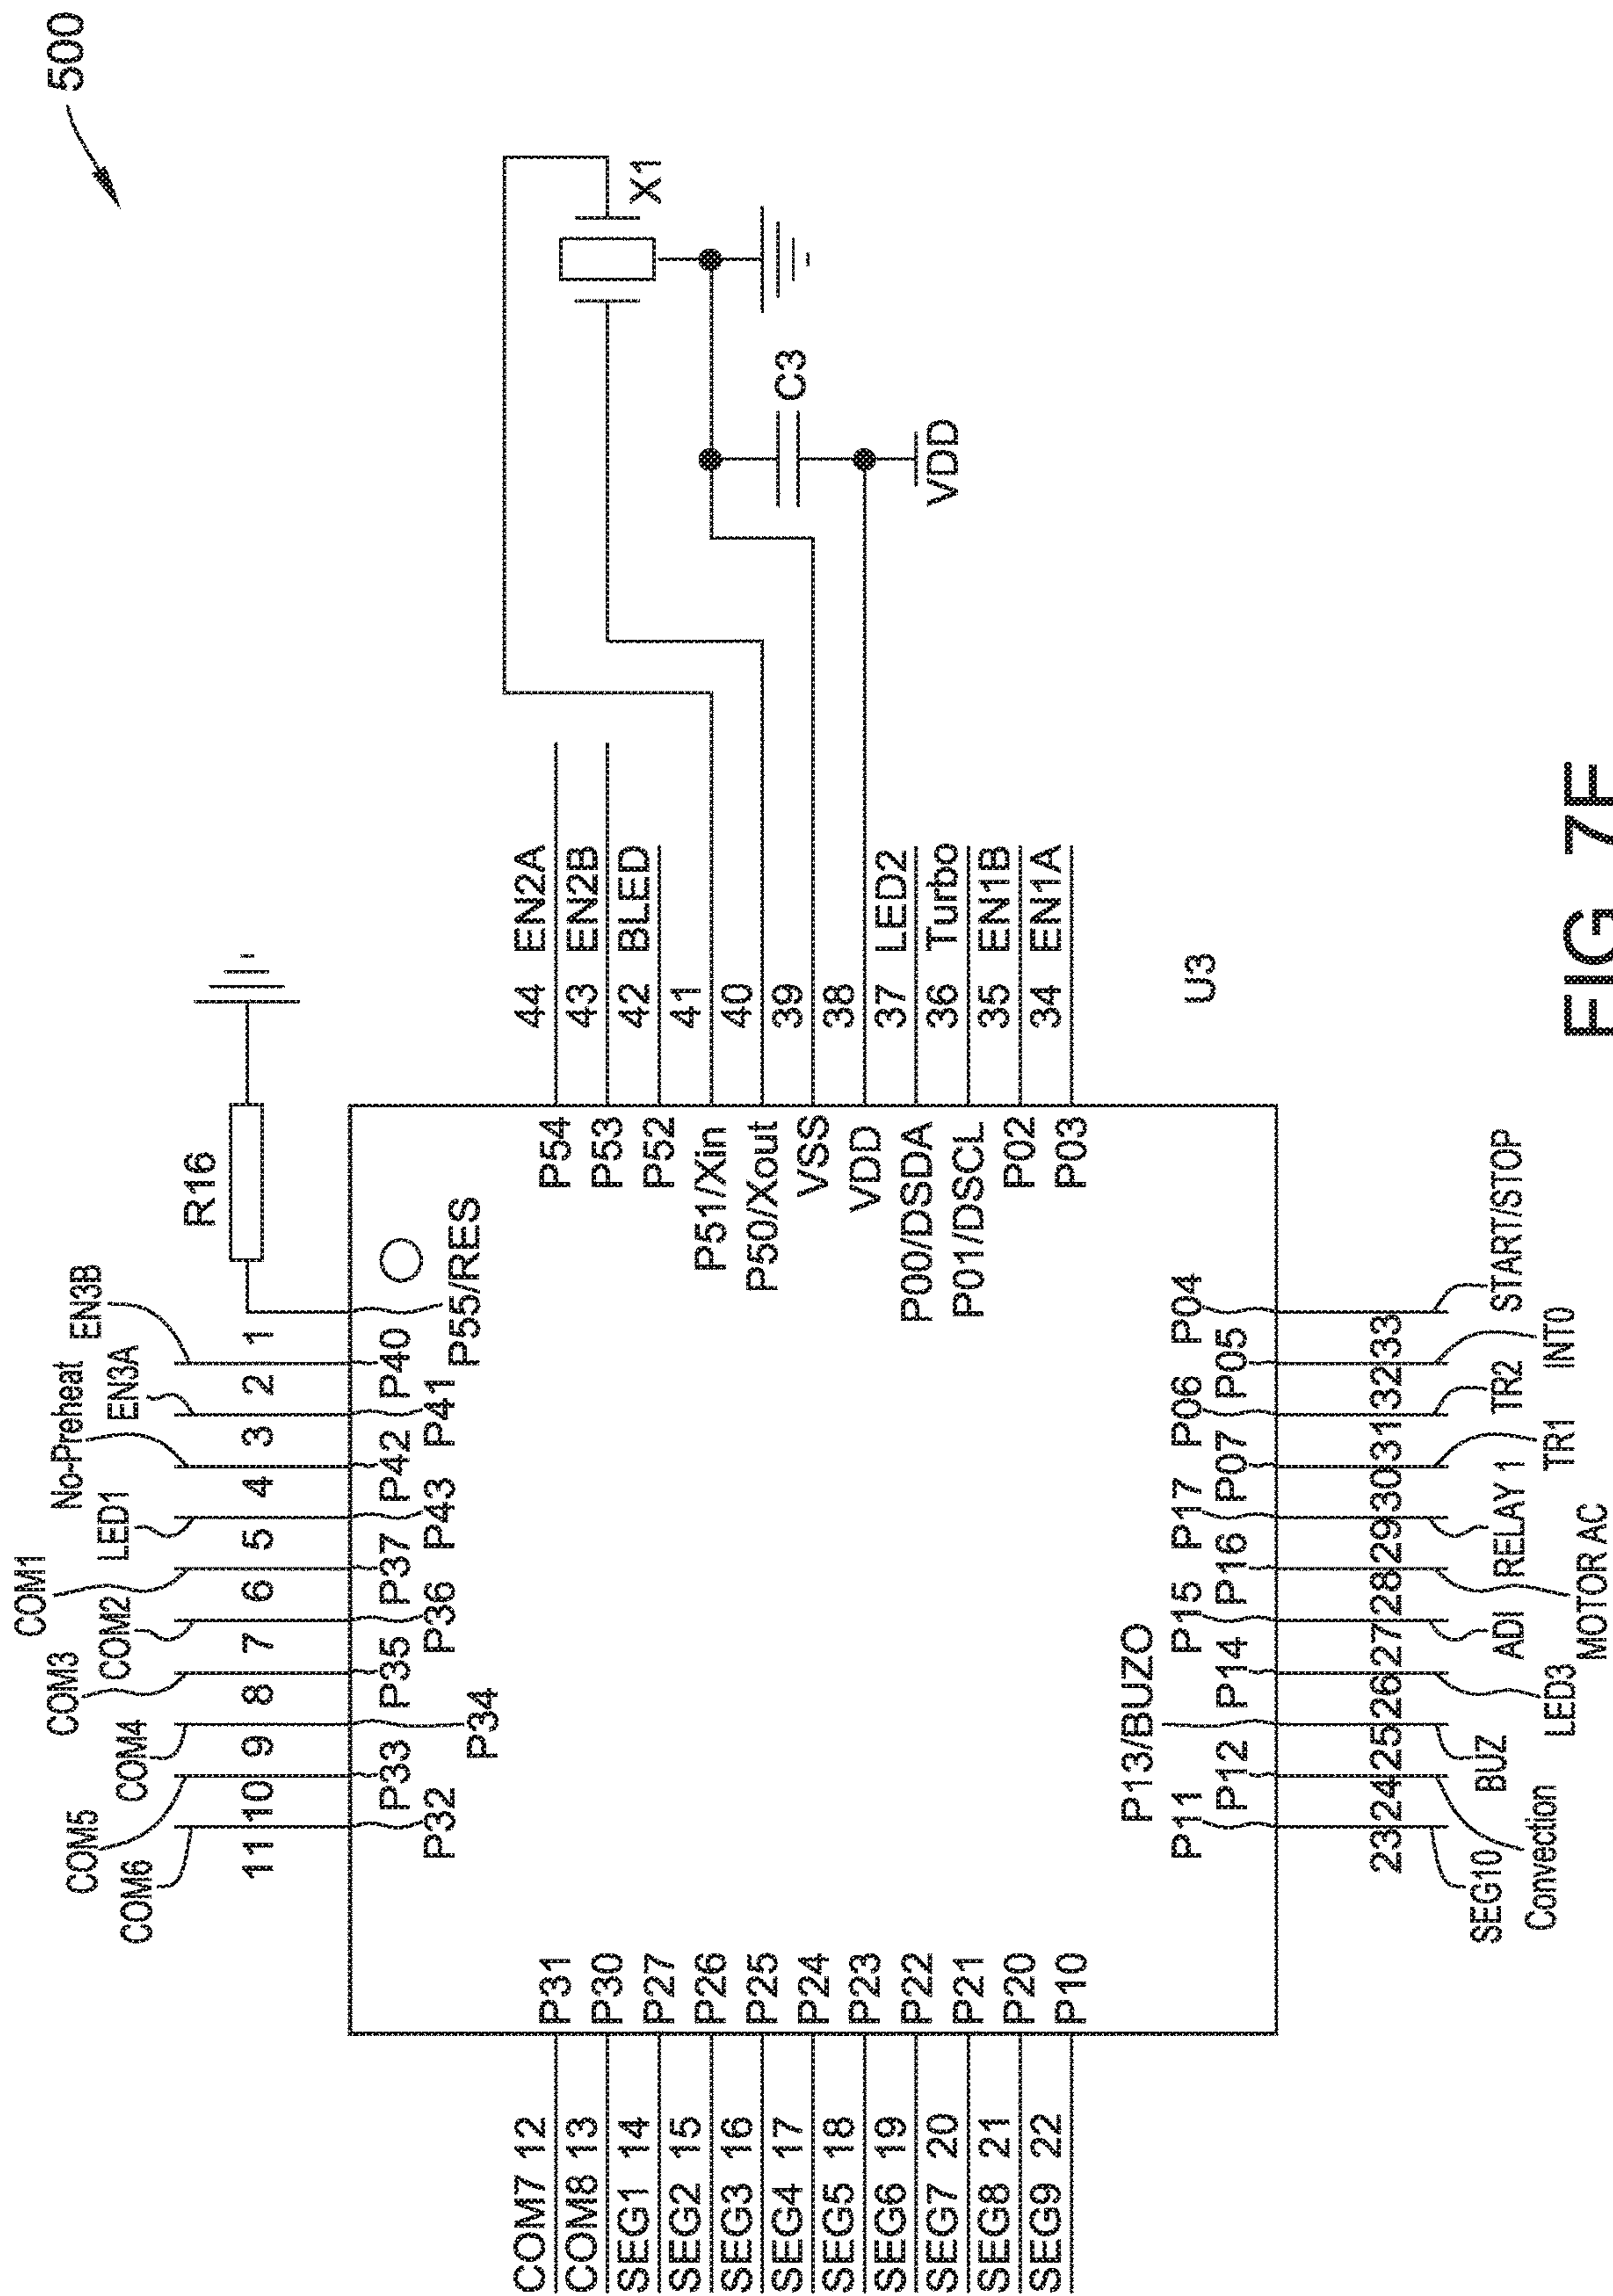 500
EN3B
EN3A
No-Preheat
LED1
COM1
COM2
COM3
COM4
COM5
COM6
R16
11 10 9 8 7 6 5 4 3 2 1
P32
P33
P34
P35
P36
P37
P43
P42
P41
P40
P55/RES
COM7 12 P31
COM8 13 P30
SEG1 14 P27
SEG2 15 P26
SEG3 16 P25
SEG4 17 P24
SEG5 18 P23
SEG6 19 P22
SEG7 20 P21
SEG8 21 P20
SEG9 22 P10
P54 44 EN2A
P53 43 EN2B
P52 42 BLED
P51/Xin 41
P50/Xout 40
VSS 39
VDD 38
P00/DSDA 37 LED2
P01/DSCL 36 Turbo
P02 35 EN1B
P03 34 EN1A
X1
C3
VDD
P11
P12
P13/BUZO
P14
P15
P16
P17
P07
P06
P05
P04
23 24 25 26 27 28 29 30 31 32 33
SEG10
Convection
BUZ
LED3
ADI
MOTOR AC
RELAY 1
TR1
TR2
INT0
START/STOP
U3
FIG 7F